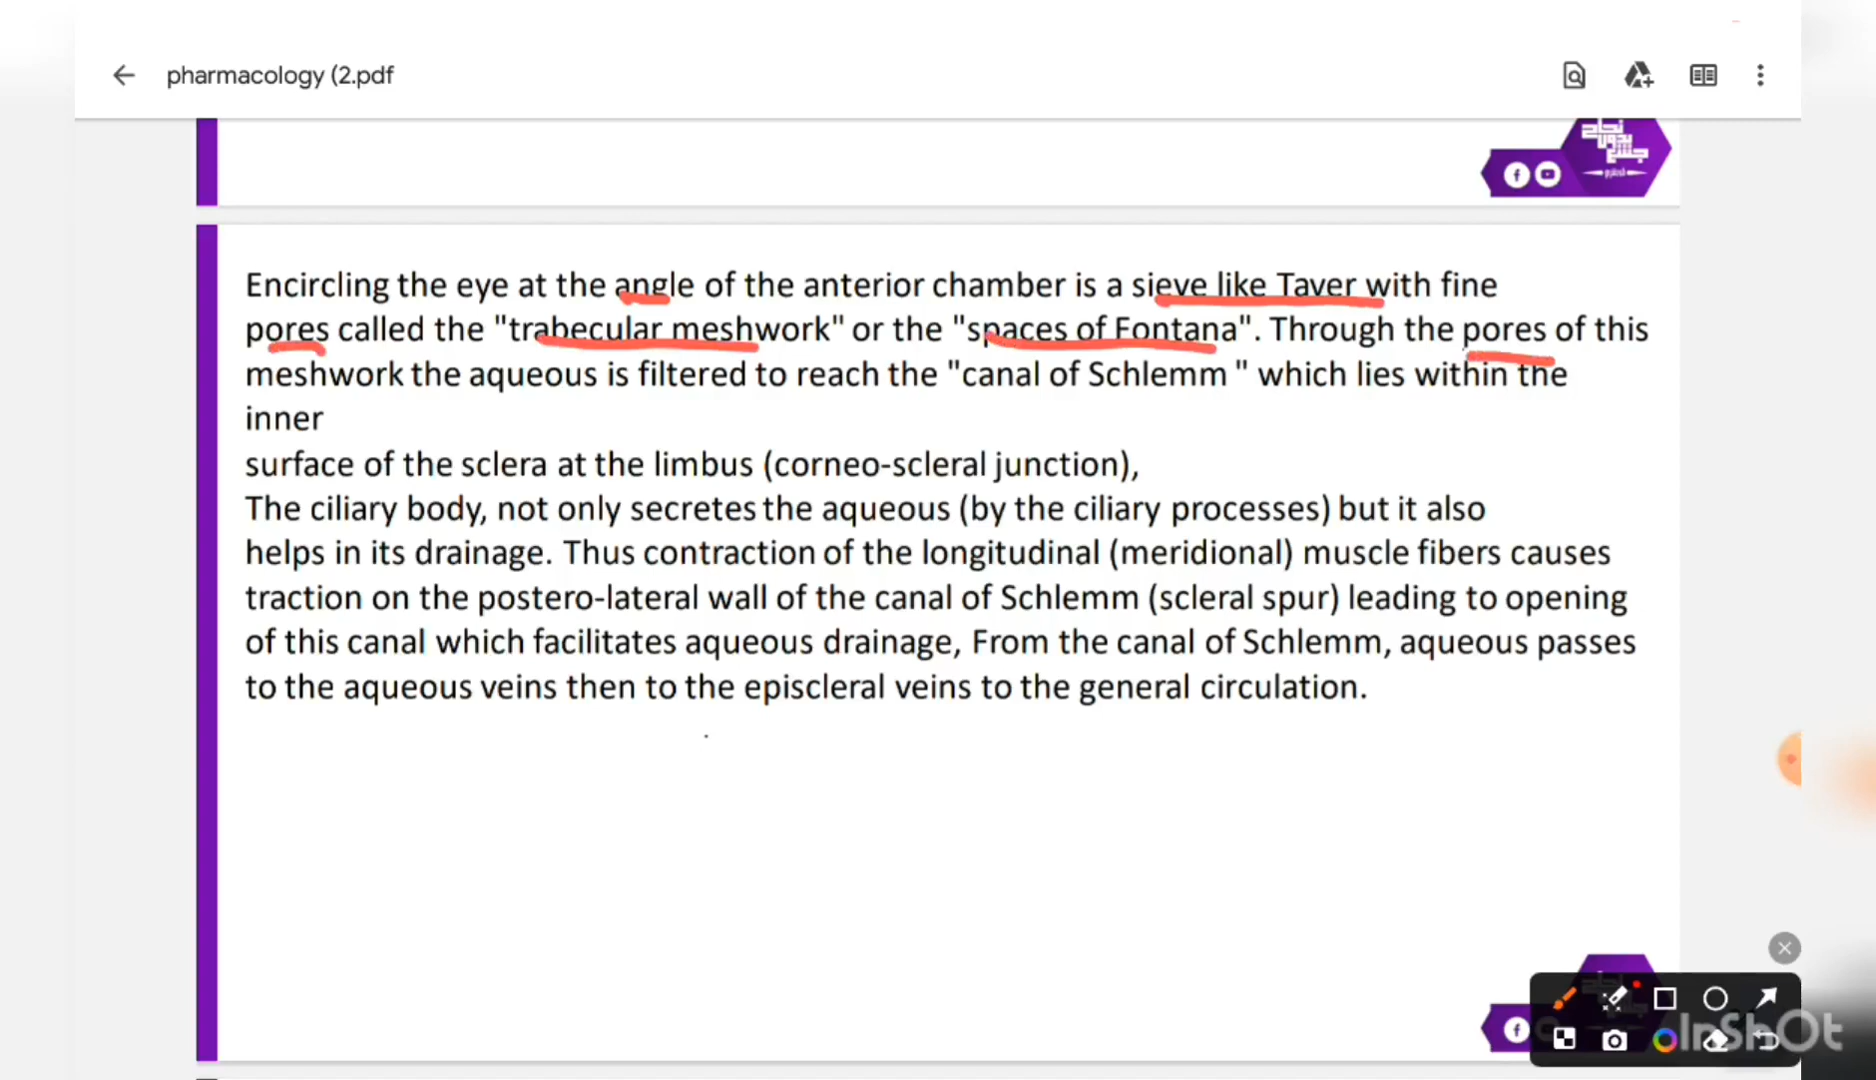 pharmacology (2.pdf
نجاح
بدون
جميع
Encircling the eye at the angle of the anterior chamber is a sieve like Taver with fine
pores called the "trabecular meshwork" or the "spaces of Fontana". Through the pores of this
meshwork the aqueous is filtered to reach the "canal of Schlemm " which lies within the
inner
surface of the sclera at the limbus (corneo-scleral junction),
The ciliary body, not only secretes the aqueous (by the ciliary processes) but it also
helps in its drainage. Thus contraction of the longitudinal (meridional) muscle fibers causes
traction on the postero-lateral wall of the canal of Schlemm (scleral spur) leading to opening
of this canal which facilitates aqueous drainage, From the canal of Schlemm, aqueous passes
to the aqueous veins then to the episcleral veins to the general circulation.
InShOt